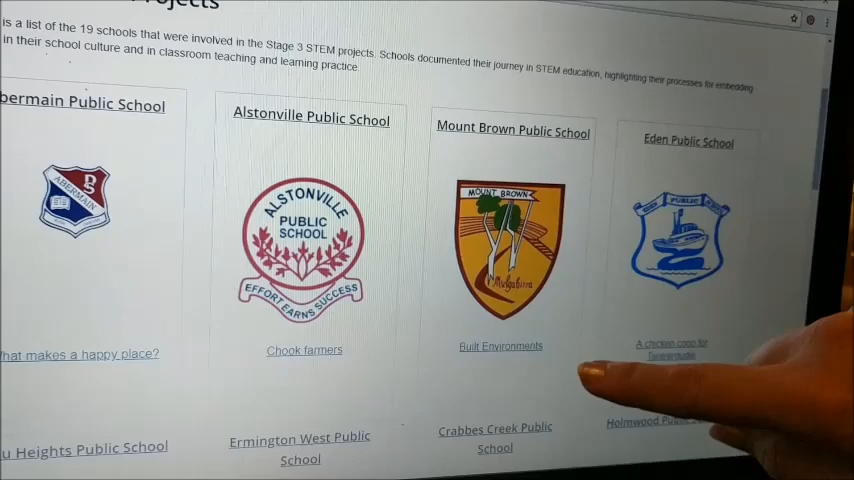 is a list of the 19 schools that were involved in the Stage 3 STEM projects. Schools documented their journey in STEM education, highlighting their processes for embedding
in their school culture and in classroom teaching and learning practice.
bermain Public School
Alstonville Public School
Mount Brown Public School
Eden Public School
ABERMAIN
PS
ALSTONVILLE
PUBLIC
SCHOOL
EFFORT EARNS SUCCESS
MOUNT BROWN
Mulgabirra
PUBLIC
hat makes a happy place?
Chook farmers
Built Environments
A chicken coop for
u Heights Public School
Ermington West Public
School
Crabbes Creek Public
School
Holmwood Public